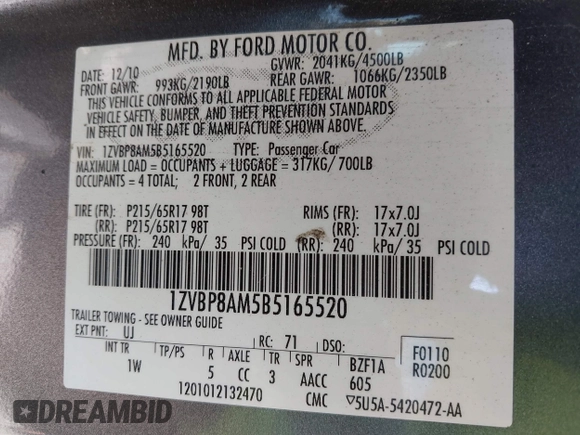 MFD. BY FORD MOTOR CO.
DATE: 12/10 GVWR: 2041KG/4500LB
FRONT GAWR: 993KG/2190LB REAR GAWR: 1066KG/2350LB
THIS VEHICLE CONFORMS TO ALL APPLICABLE FEDERAL MOTOR
VEHICLE SAFETY, BUMPER, AND THEFT PREVENTION STANDARDS
IN EFFECT ON THE DATE OF MANUFACTURE SHOWN ABOVE.
VIN: 1ZVBP8AM5B5165520 TYPE: Passenger Car
MAXIMUM LOAD = OCCUPANTS + LUGGAGE = 317KG/700LB
OCCUPANTS = 4 TOTAL; 2 FRONT, 2 REAR
TIRE (FR): P215/65R17 98T RIMS (FR): 17x7.0J
(RR): P215/65R17 98T (RR): 17x7.0J
PRESSURE (FR): 240 kPa/ 35 PSI COLD (RR): 240 kPa/ 35 PSI COLD
1ZVBP8AM5B5165520
TRAILER TOWING - SEE OWNER GUIDE
EXT PNT: UJ RC: 71 DSO: F0110
INT TR TP/PS R AXLE TR SPR BZF1A R0200
1W 5 CC 3 AACC 605
1201012132470 CMC ▽5U5A-5420472-AA
DIRECT AUCTION BID